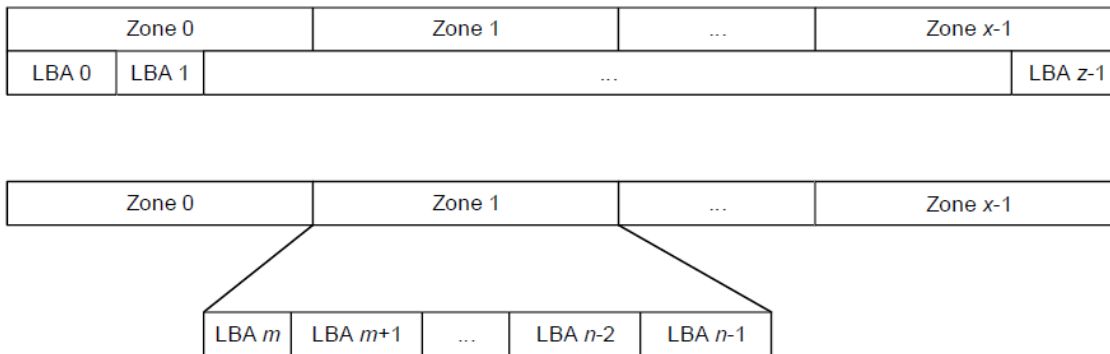 Zone 0 Zone 1 ... Zone x-1
LBA 0 LBA 1 ... LBA z-1
Zone 0 Zone 1 ... Zone x-1
LBA m LBA m+1 ... LBA n-2 LBA n-1